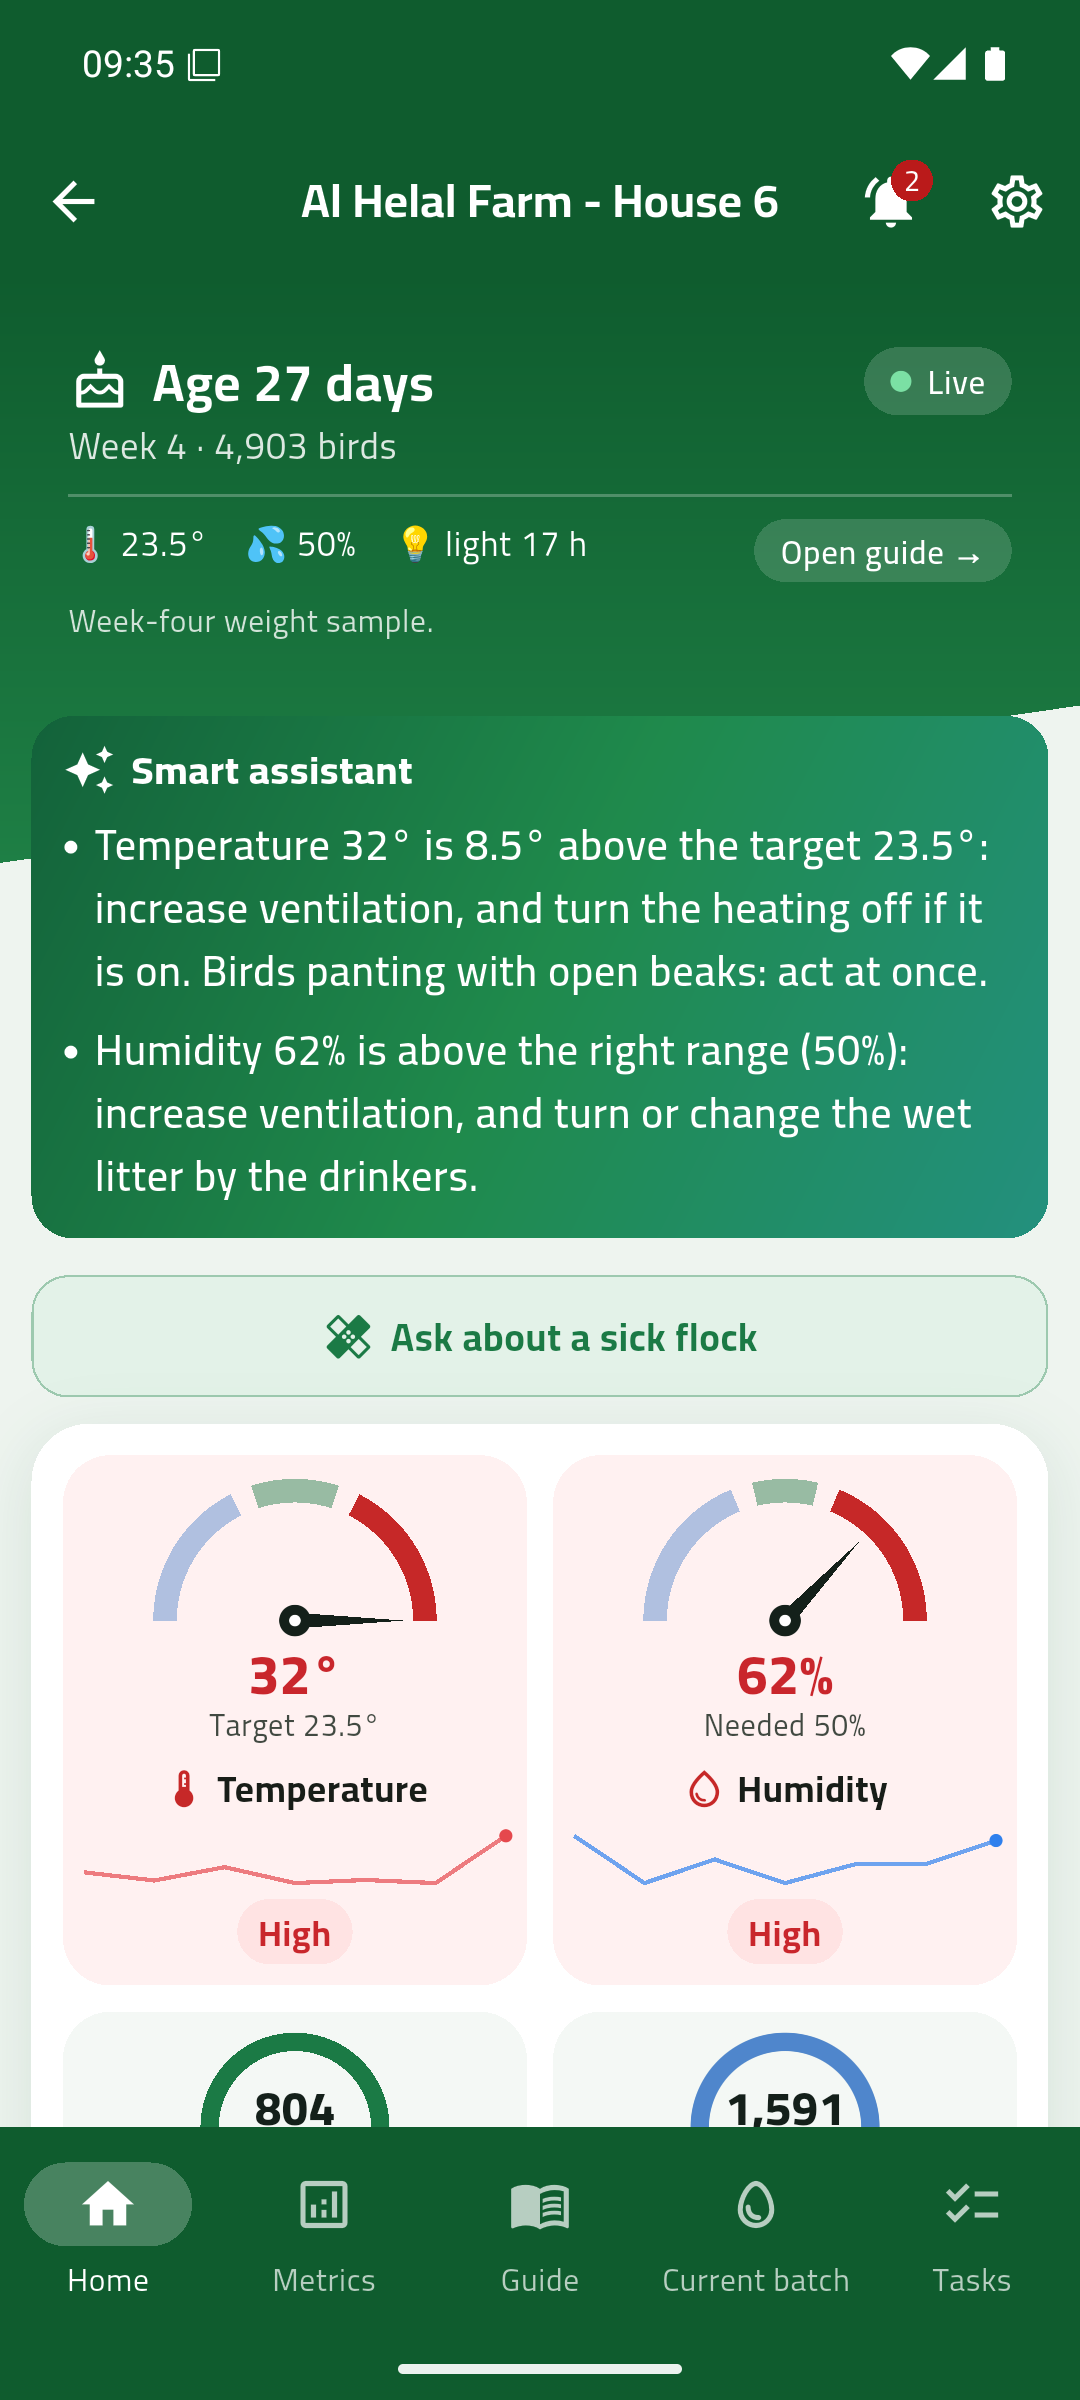 09:35
Al Helal Farm - House 6
2
Age 27 days
Live
Week 4 · 4,903 birds
23.5° 50% light 17 h
Open guide →
Week-four weight sample.
Smart assistant
• Temperature 32° is 8.5° above the target 23.5°:
increase ventilation, and turn the heating off if it
is on. Birds panting with open beaks: act at once.
• Humidity 62% is above the right range (50%):
increase ventilation, and turn or change the wet
litter by the drinkers.
Ask about a sick flock
32°
Target 23.5°
Temperature
High
62%
Needed 50%
Humidity
High
804
1,591
Home
Metrics
Guide
Current batch
Tasks